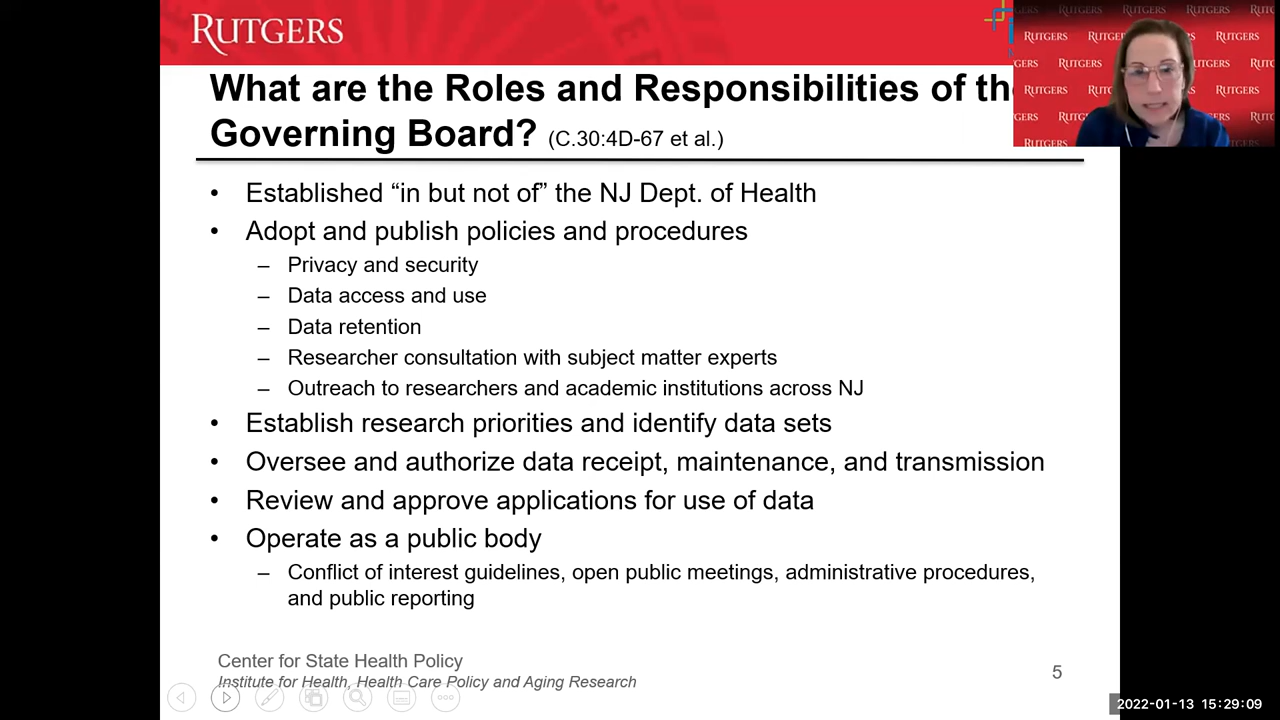 RUTGERS
What are the Roles and Responsibilities of the
Governing Board? (C.30:4D-67 et al.)
• Established “in but not of” the NJ Dept. of Health
• Adopt and publish policies and procedures
– Privacy and security
– Data access and use
– Data retention
– Researcher consultation with subject matter experts
– Outreach to researchers and academic institutions across NJ
• Establish research priorities and identify data sets
• Oversee and authorize data receipt, maintenance, and transmission
• Review and approve applications for use of data
• Operate as a public body
– Conflict of interest guidelines, open public meetings, administrative procedures,
and public reporting
Center for State Health Policy
Institute for Health, Health Care Policy and Aging Research
5
RUTGERS
RUTGERS
RUTGERS
RUTGERS
RUTGERS
2022-01-13 15:29:09